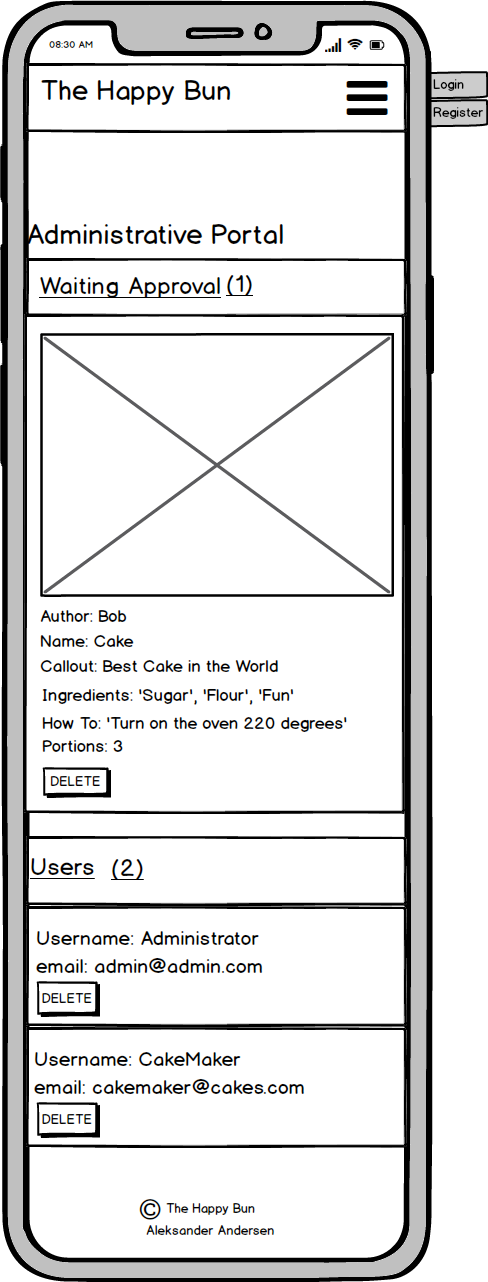 08:30 AM
The Happy Bun
Login
Register
Administrative Portal
Waiting Approval (1)
Author: Bob
Name: Cake
Callout: Best Cake in the World
Ingredients: 'Sugar', 'Flour', 'Fun'
How To: 'Turn on the oven 220 degrees'
Portions: 3
DELETE
Users (2)
Username: Administrator
email: admin@admin.com
DELETE
Username: CakeMaker
email: cakemaker@cakes.com
DELETE
© The Happy Bun
Aleksander Andersen